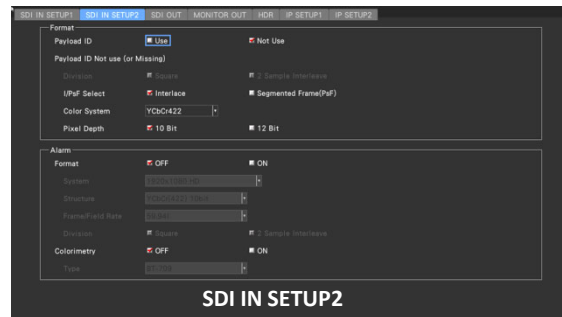 SDI IN SETUP1 SDI IN SETUP2 SDI OUT MONITOR OUT HDR IP SETUP1 IP SETUP2
Format
Payload ID Use Not Use
Payload ID Not use (or Missing)
Division Square 2 Sample Interleave
I/PsF Select Interlace Segmented Frame(PsF)
Color System YCbCr422
Pixel Depth 10 Bit 12 Bit
Alarm
Format OFF ON
System 1920x1080 HD
Structure
Frame/Field Rate
Division Square 2 Sample Interleave
Colorimetry OFF ON
Type
SDI IN SETUP2